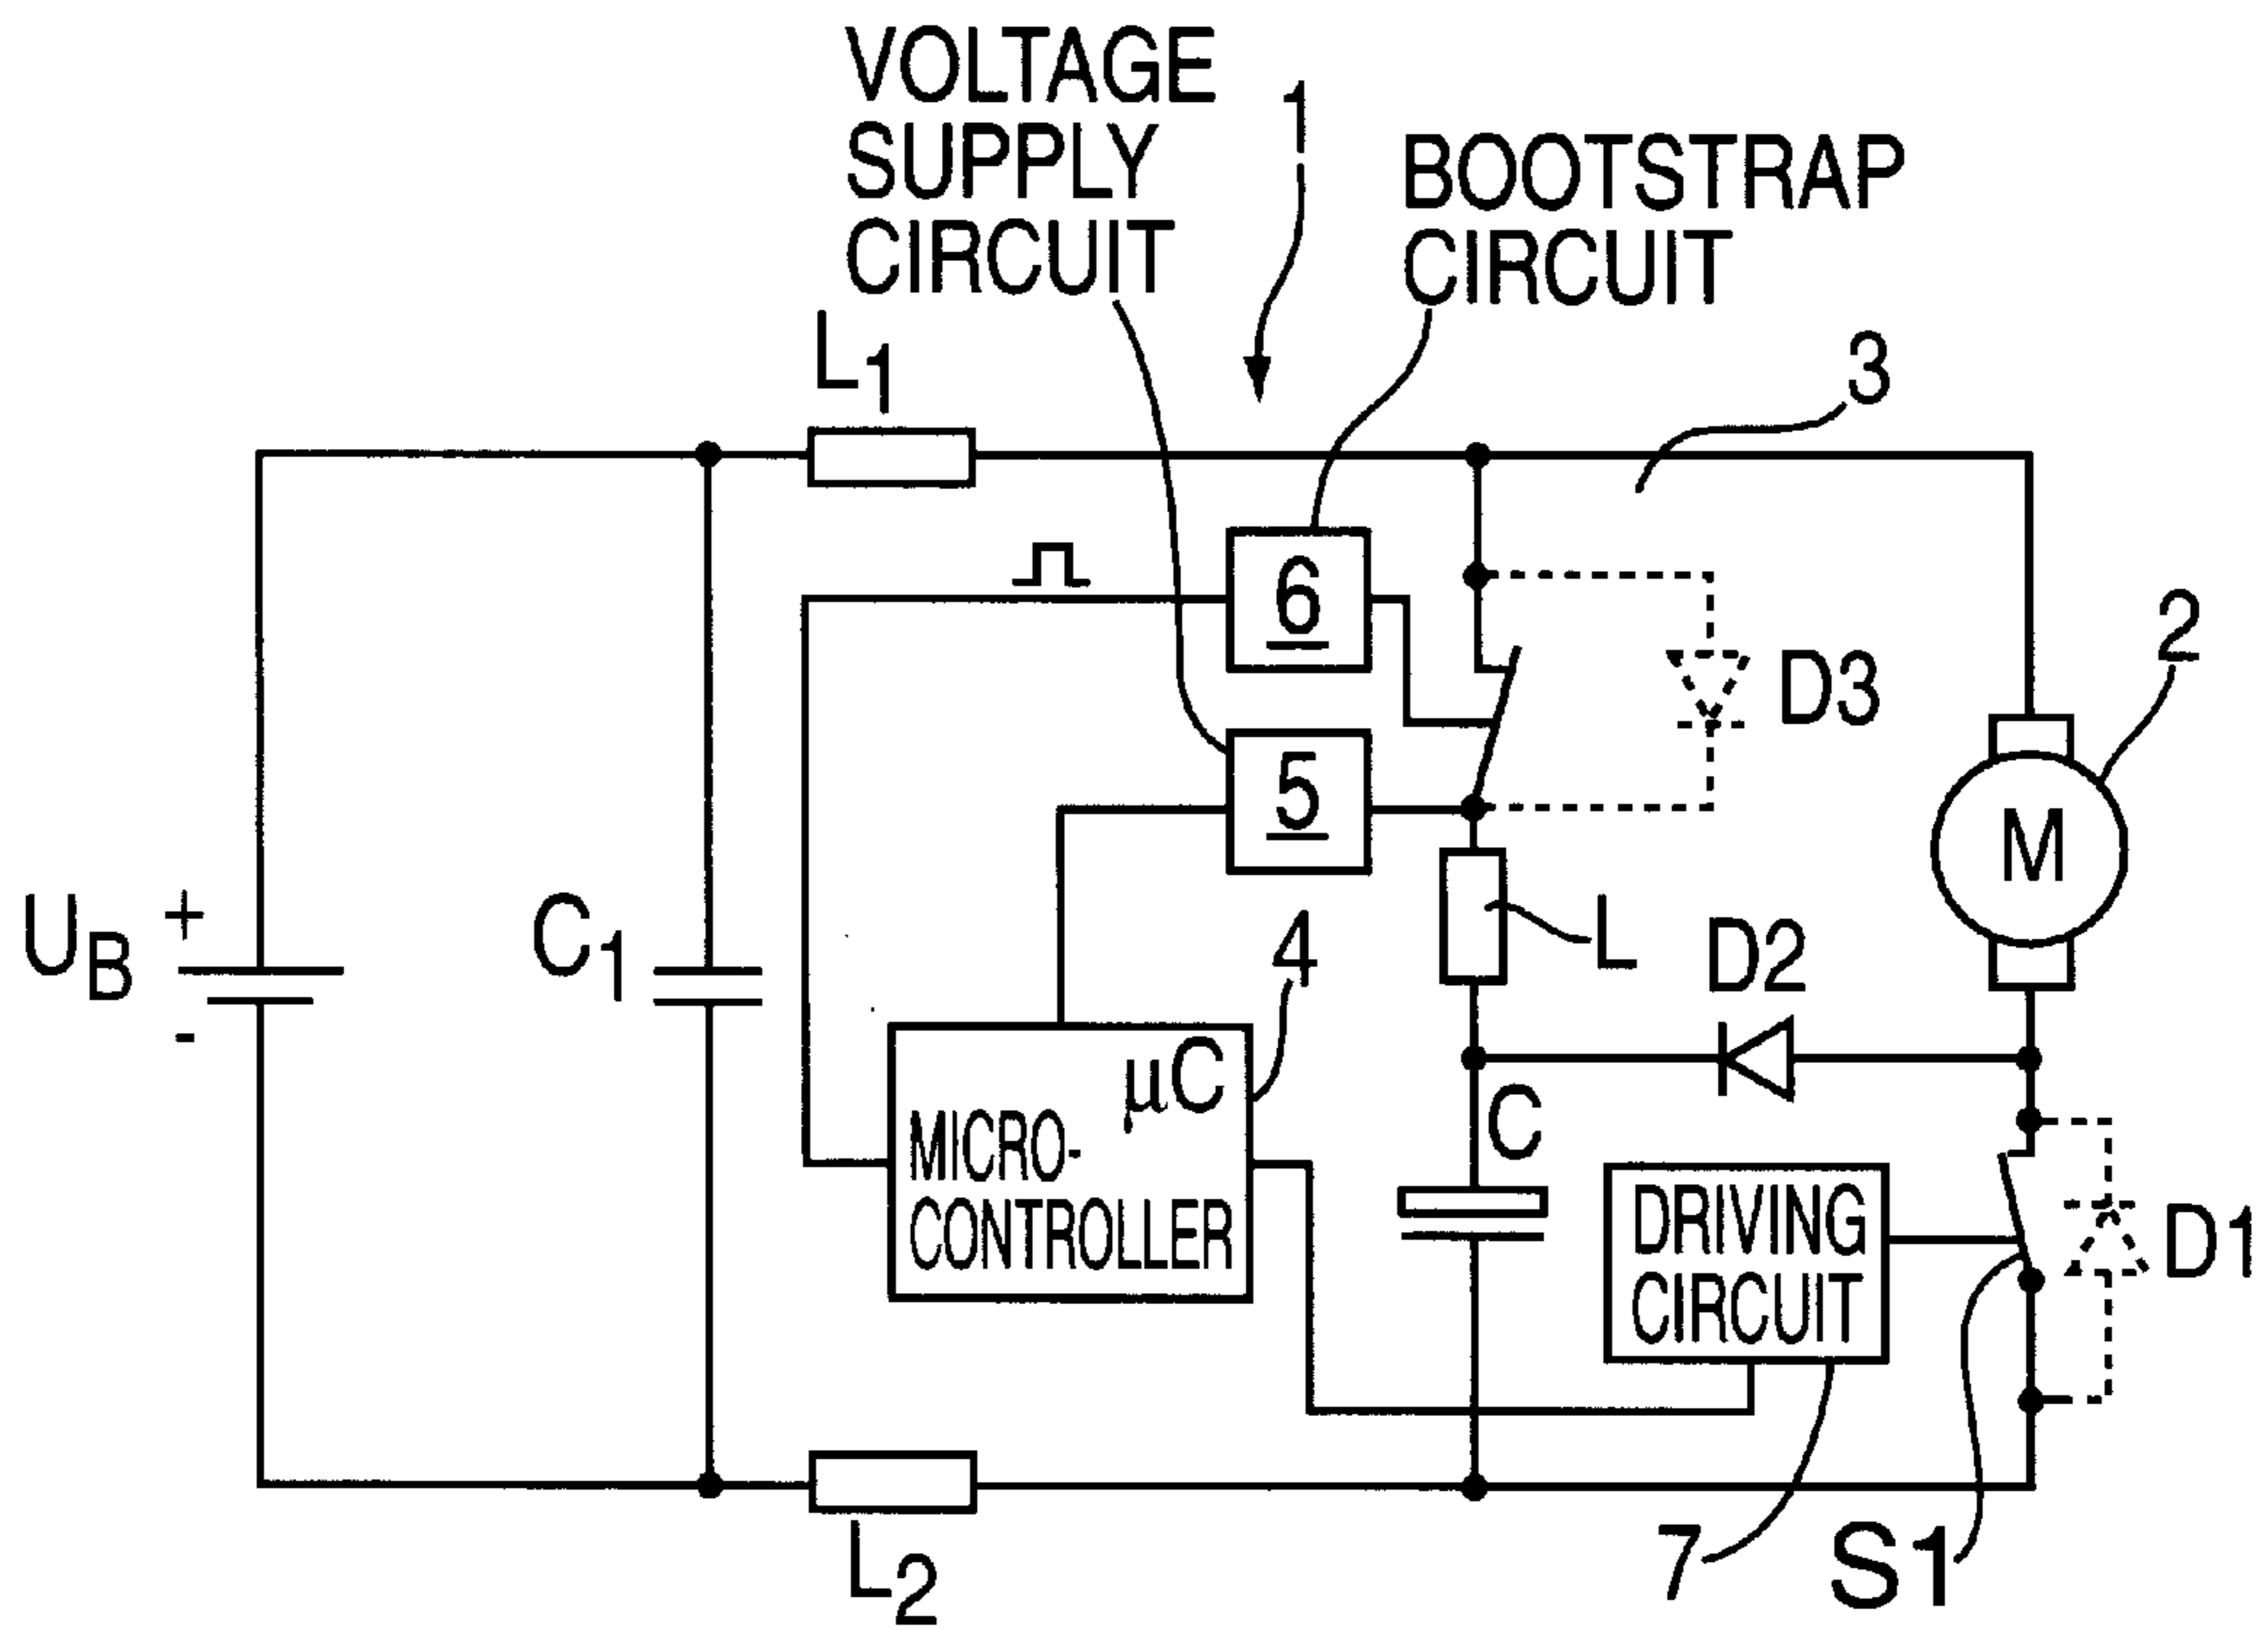 VOLTAGE
SUPPLY
CIRCUIT
1
BOOTSTRAP
CIRCUIT
L1
3
6
D3
2
5
M
UB
+
-
C1
4
L
D2
µC
MICRO-
CONTROLLER
C
DRIVING
CIRCUIT
D1
L2
7
S1